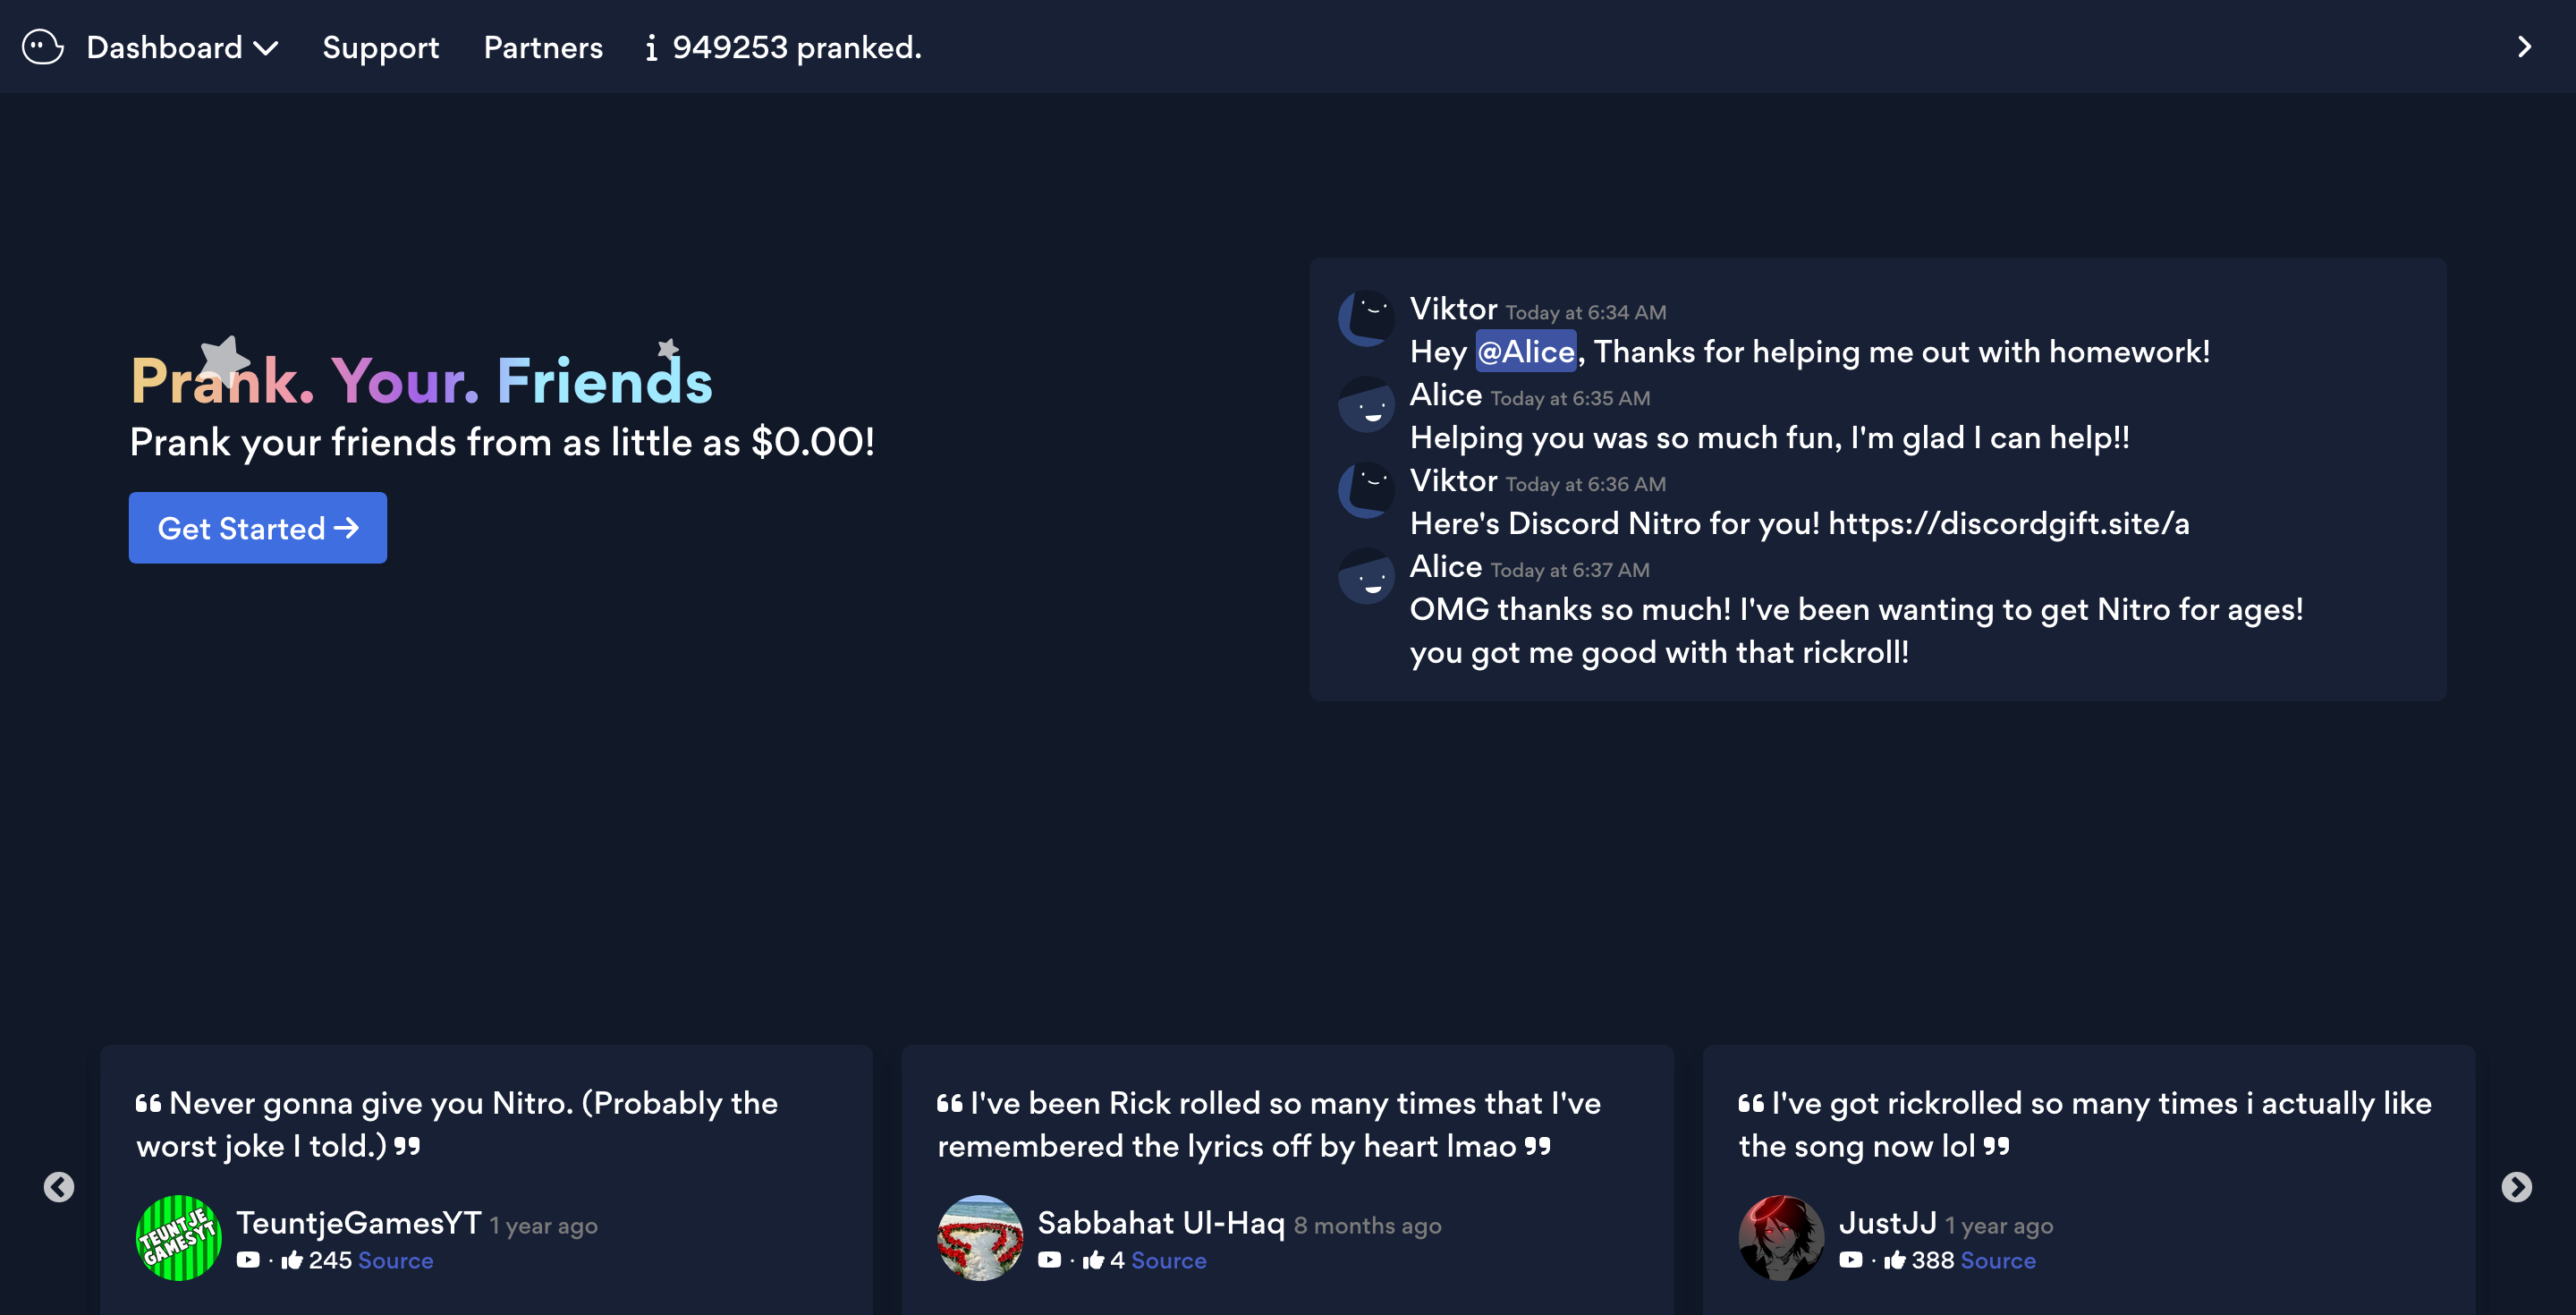 Dashboard Support Partners i 949253 pranked.
Prank. Your. Friends
Prank your friends from as little as $0.00!
Get Started →
Viktor Today at 6:34 AM
Hey @Alice, Thanks for helping me out with homework!
Alice Today at 6:35 AM
Helping you was so much fun, I'm glad I can help!!
Viktor Today at 6:36 AM
Here's Discord Nitro for you! https://discordgift.site/a
Alice Today at 6:37 AM
OMG thanks so much! I've been wanting to get Nitro for ages!
you got me good with that rickroll!
❝ Never gonna give you Nitro. (Probably the
worst joke I told.) ❞
TEUNTJE
GAMESYT
TeuntjeGamesYT 1 year ago
· 245 Source
❝ I've been Rick rolled so many times that I've
remembered the lyrics off by heart lmao ❞
Sabbahat Ul-Haq 8 months ago
· 4 Source
❝ I've got rickrolled so many times i actually like
the song now lol ❞
JustJJ 1 year ago
· 388 Source